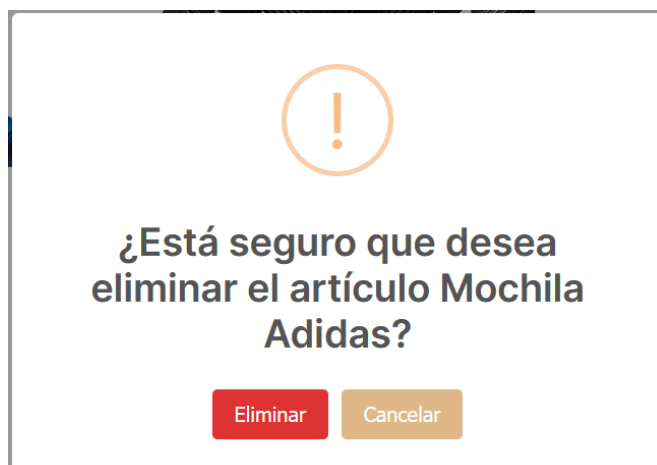 ¿Está seguro que desea
eliminar el artículo Mochila
Adidas?
Eliminar
Cancelar